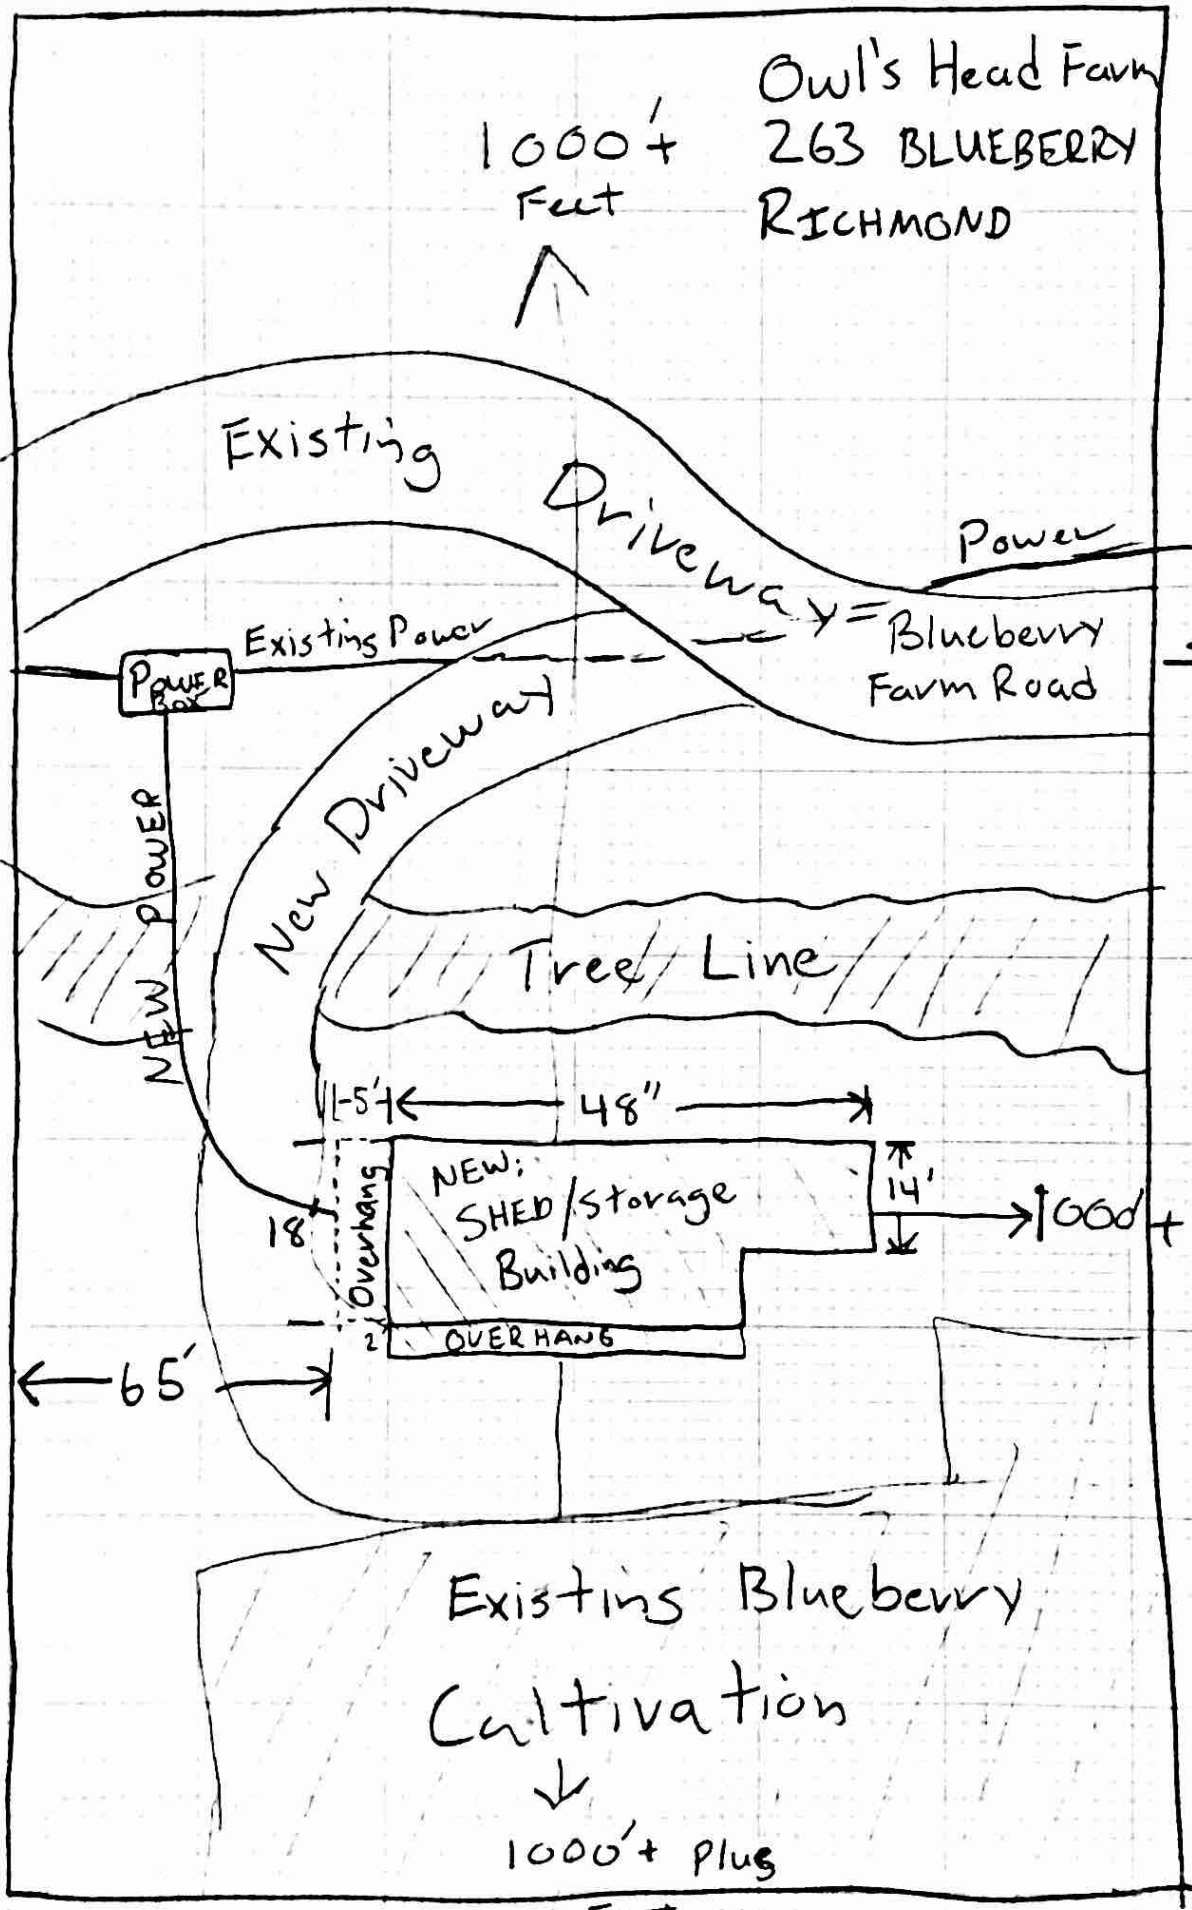 Owl's Head Farm
1000'+ 263 BLUEBERRY
Feet RICHMOND
Existing Driveway =
Power
Blueberry
Farm Road
Existing Power
POWER
BOX
New Driveway
NEW POWER
Tree Line
5' 48"
NEW:
SHED/Storage
Building
14'
1000'+
18
Overhang
2'
OVERHANG
65'
Existing Blueberry
Cultivation
1000'+ Plus